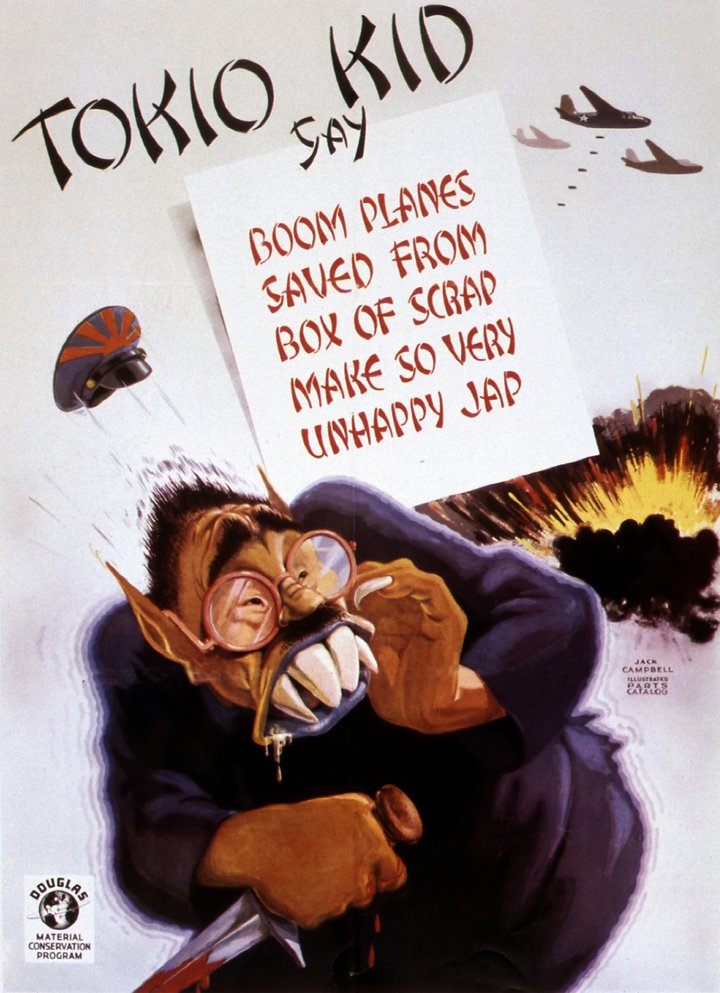 TOKIO KID
SAY
BOOM PLANES
SAVED FROM
BOX OF SCRAP
MAKE SO VERY
UNHAPPY JAP
JACK
CAMPBELL
ILLUSTRATED
PARTS
CATALOG
DOUGLAS
MATERIAL
CONSERVATION
PROGRAM